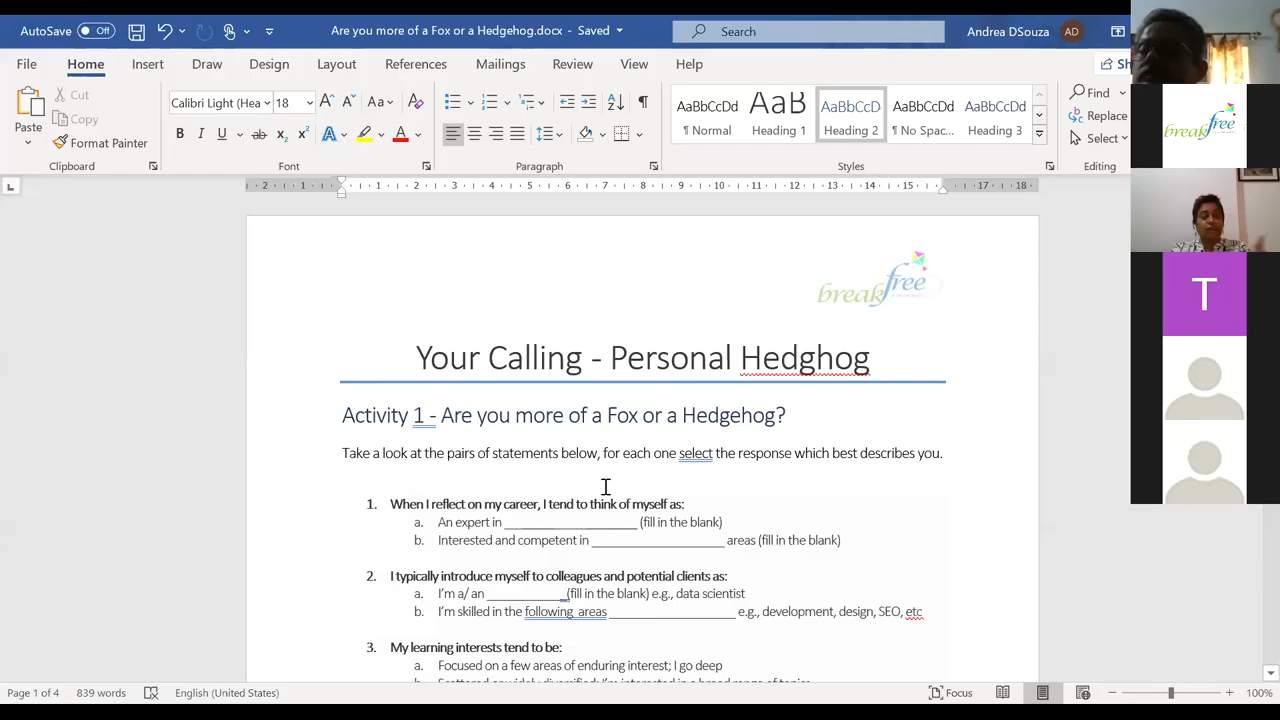 AutoSave Off
Are you more of a Fox or a Hedgehog.docx - Saved
Search
Andrea DSouza AD
File Home Insert Draw Design Layout References Mailings Review View Help
Paste
Cut
Copy
Format Painter
Clipboard
Calibri Light (Hea 18
Font
Paragraph
AaBbCcDd AaB AaBbCcD AaBbCcDd AaBbCcDd
¶ Normal Heading 1 Heading 2 ¶ No Spac... Heading 3
Styles
Find
Replace
Select
Editing
breakfree
breakfree
T
Your Calling - Personal Hedghog
Activity 1 - Are you more of a Fox or a Hedgehog?
Take a look at the pairs of statements below, for each one select the response which best describes you.
1. When I reflect on my career, I tend to think of myself as:
a. An expert in ____________________ (fill in the blank)
b. Interested and competent in ____________________ areas (fill in the blank)
2. I typically introduce myself to colleagues and potential clients as:
a. I'm a/ an ____________(fill in the blank) e.g., data scientist
b. I'm skilled in the following areas ___________________ e.g., development, design, SEO, etc
3. My learning interests tend to be:
a. Focused on a few areas of enduring interest; I go deep
Page 1 of 4 839 words English (United States) Focus 100%